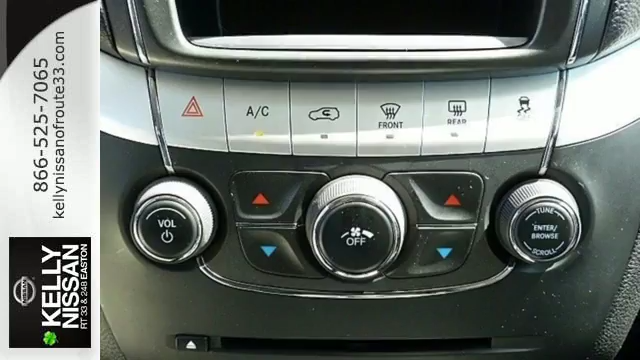 866-525-7065
kellynissanofroute33.com
NISSAN
KELLY
NISSAN
RT 33 & 248 EASTON
A/C
FRONT
REAR
VOL
OFF
TUNE
ENTER/
BROWSE
SCROLL